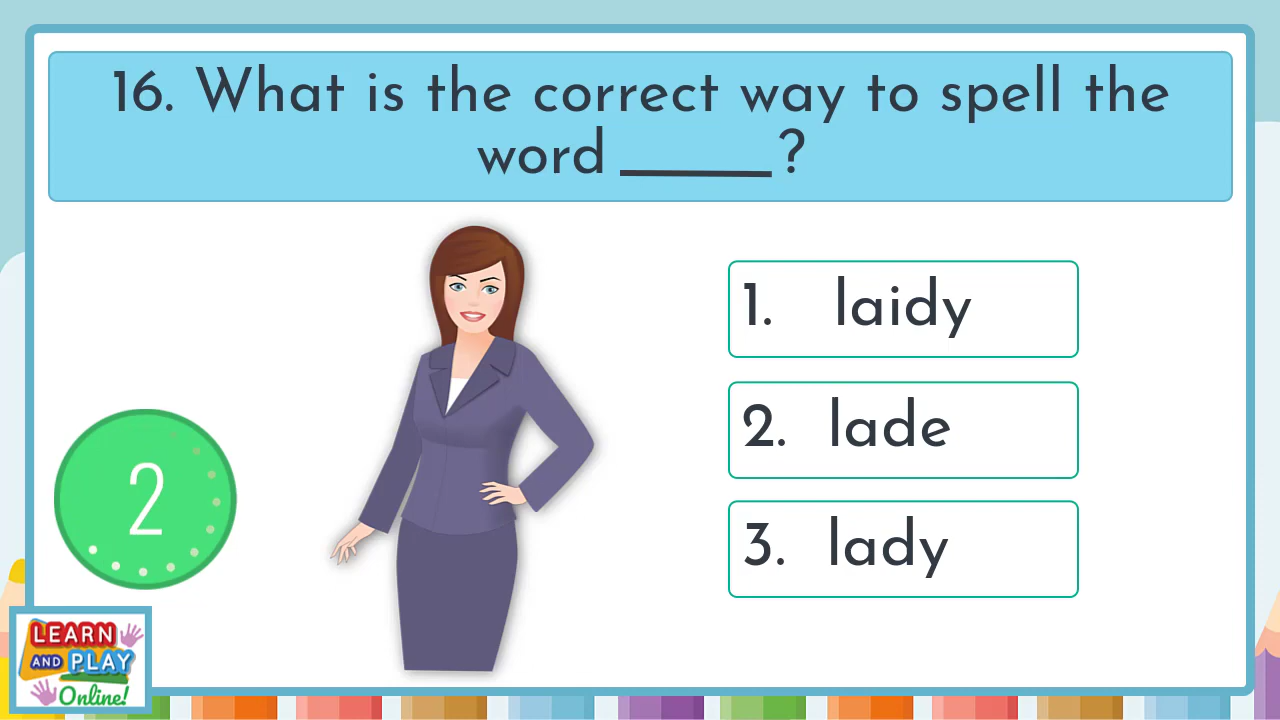 16. What is the correct way to spell the
word _____ ?
1. laidy
2. lade
3. lady
2
LEARN
AND PLAY
Online!